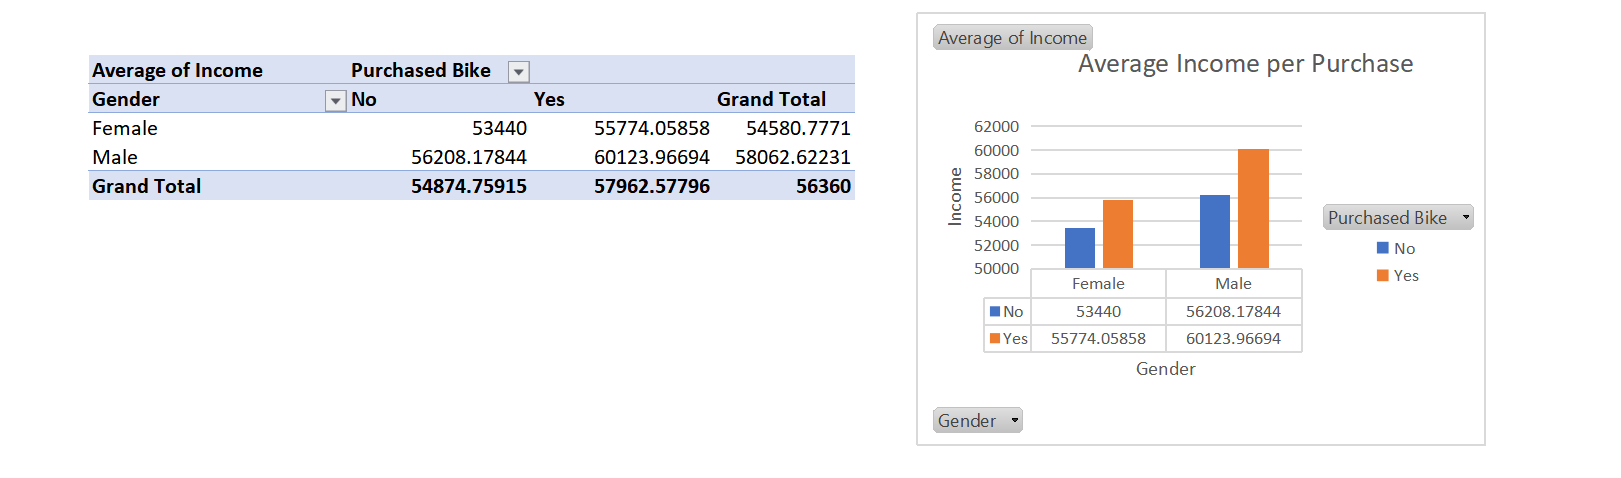 Average of Income Purchased Bike
Gender No Yes Grand Total
Female 53440 55774.05858 54580.7771
Male 56208.17844 60123.96694 58062.62231
Grand Total 54874.75915 57962.57796 56360
Average of Income
Average Income per Purchase
62000
60000
58000
56000
54000
52000
50000
Income
Female Male
No 53440 56208.17844
Yes 55774.05858 60123.96694
Gender
Purchased Bike
No
Yes
Gender